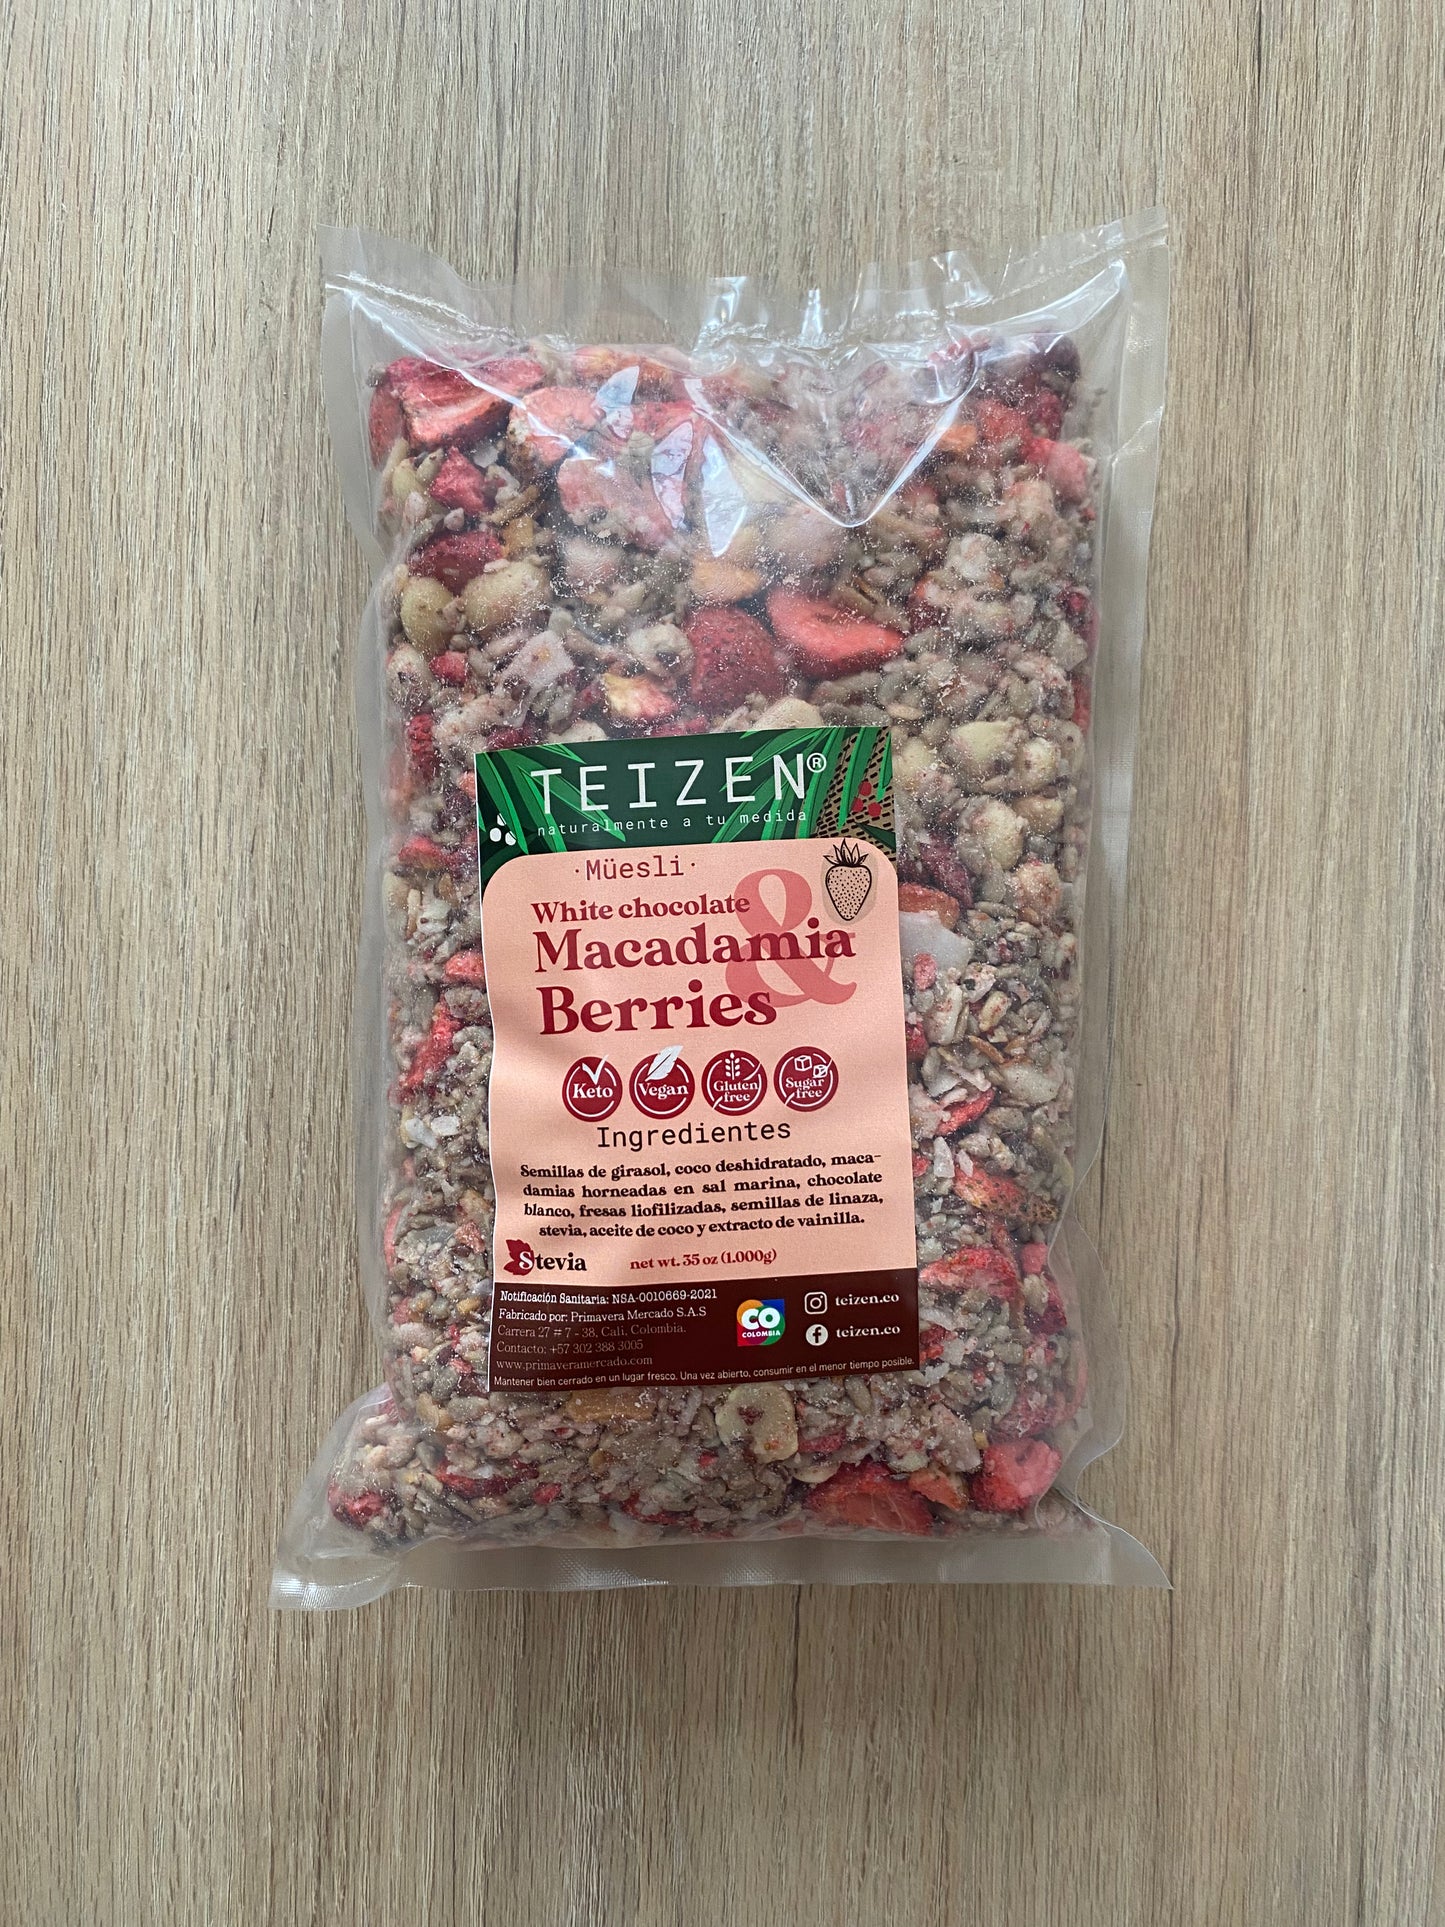 TEIZEN®
naturalmente a tu medida
·Müesli·
White chocolate
Macadamia
&
Berries
Keto
Vegan
Gluten
free
Sugar
free
Ingredientes
Semillas de girasol, coco deshidratado, maca-
damias horneadas en sal marina, chocolate
blanco, fresas liofilizadas, semillas de linaza,
stevia, aceite de coco y extracto de vainilla.
Stevia
net wt. 35 oz (1.000g)
Notificación Sanitaria: NSA-0010669-2021
Fabricado por: Primavera Mercado S.A.S
Carrera 27 # 7 - 38, Cali, Colombia.
Contacto: +57 302 388 3005
www.primaveramercado.com
CO
COLOMBIA
teizen.co
teizen.co
Mantener bien cerrado en un lugar fresco. Una vez abierto, consumir en el menor tiempo posible.